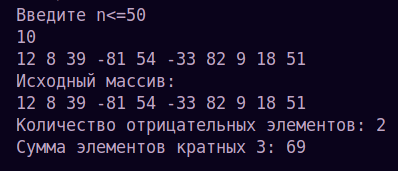 Введите n<=50
10
12 8 39 -81 54 -33 82 9 18 51
Исходный массив:
12 8 39 -81 54 -33 82 9 18 51
Количество отрицательных элементов: 2
Сумма элементов кратных 3: 69